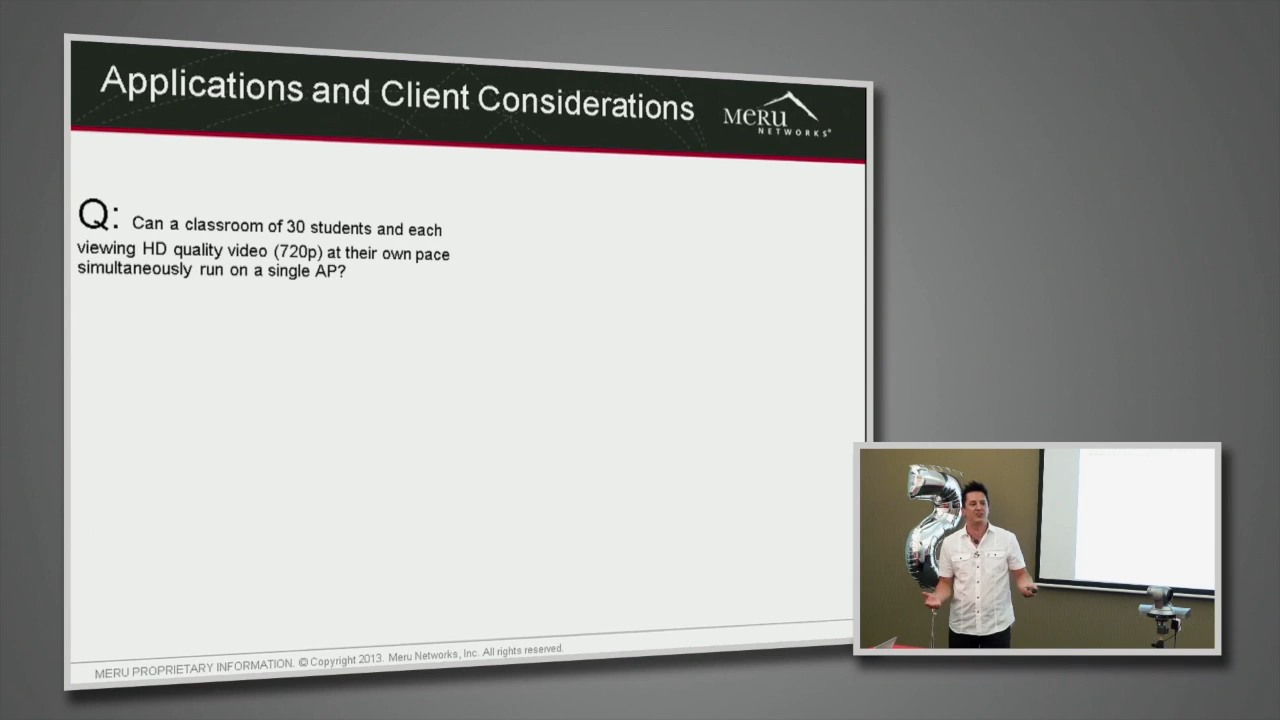 Applications and Client Considerations
MERU
NETWORKS®
Q: Can a classroom of 30 students and each
viewing HD quality video (720p) at their own pace
simultaneously run on a single AP?
MERU PROPRIETARY INFORMATION. © Copyright 2013. Meru Networks, Inc. All rights reserved.